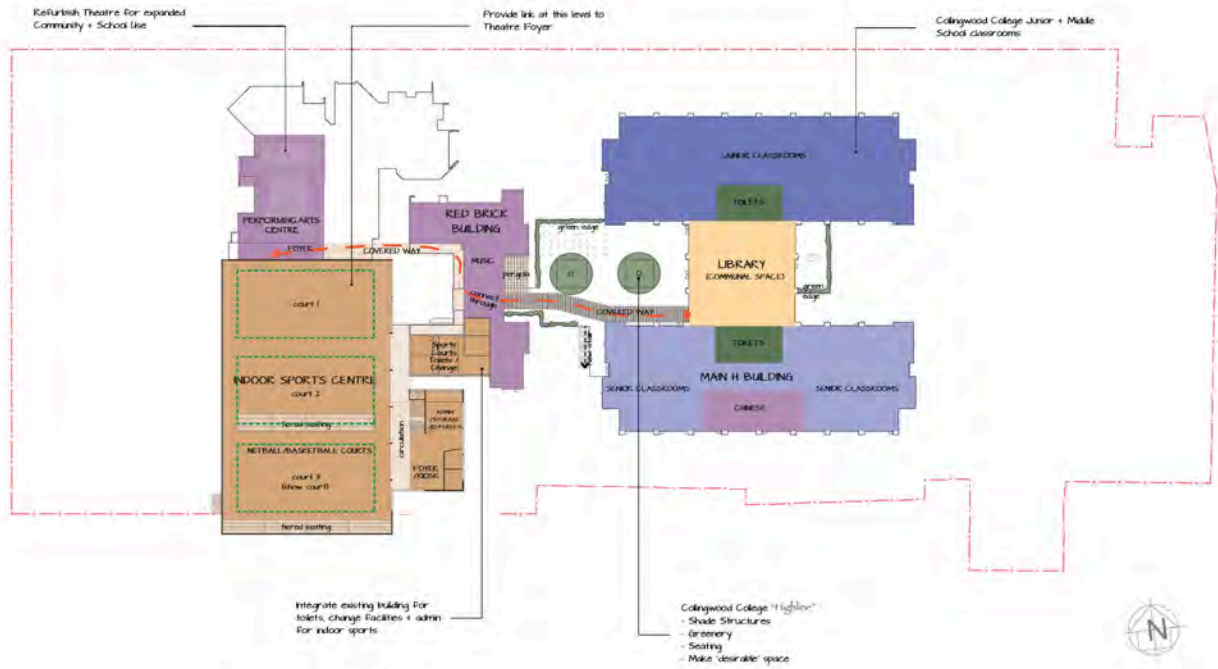 Refurbish Theatre for expanded
Community + School Use
Provide link at this level to
Theatre Foyer
Collingwood College Junior + Middle
School classrooms
JUNIOR CLASSROOMS
TOILETS
PERFORMING ARTS
CENTRE
RED BRICK
BUILDING
green edge
FOYER
COVERED WAY
MUSIC
pergola
LIBRARY
(COMMUNAL SPACE)
green
edge
connect
through
COVERED WAY
court 1
Sports
Courts
Toilets /
Change
TOILETS
INDOOR SPORTS CENTRE
court 2
MAIN H BUILDING
SENIOR CLASSROOMS
SENIOR CLASSROOMS
CHINESE
tiered seating
circulation
NETBALL/BASKETBALL COURTS
court 3
(show court)
FOYER
/KIOSK
tiered seating
Integrate existing building for
toilets, change facilities + admin
for indoor sports
Collingwood College "Highline"
- Shade Structures
- Greenery
- Seating
- Make 'desirable' space
N